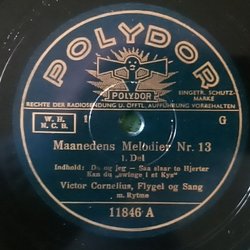 POLYDOR
POLYDOR
EINGETR. SCHUTZ-
MARKE
RECHTE DER RADIOSENDUNG U. ÖFFTL. AUFFÜHRUNG VORBEHALTEN
W. R.
N. C. B.
1
G
Maanedens Melodier Nr. 13
1. Del
Indhold: Du og jeg — Saa slaar to Hjerter
Kan du „swinge i et Kys"
Victor Cornelius, Flygel og Sang
m. Rytme
11846 A